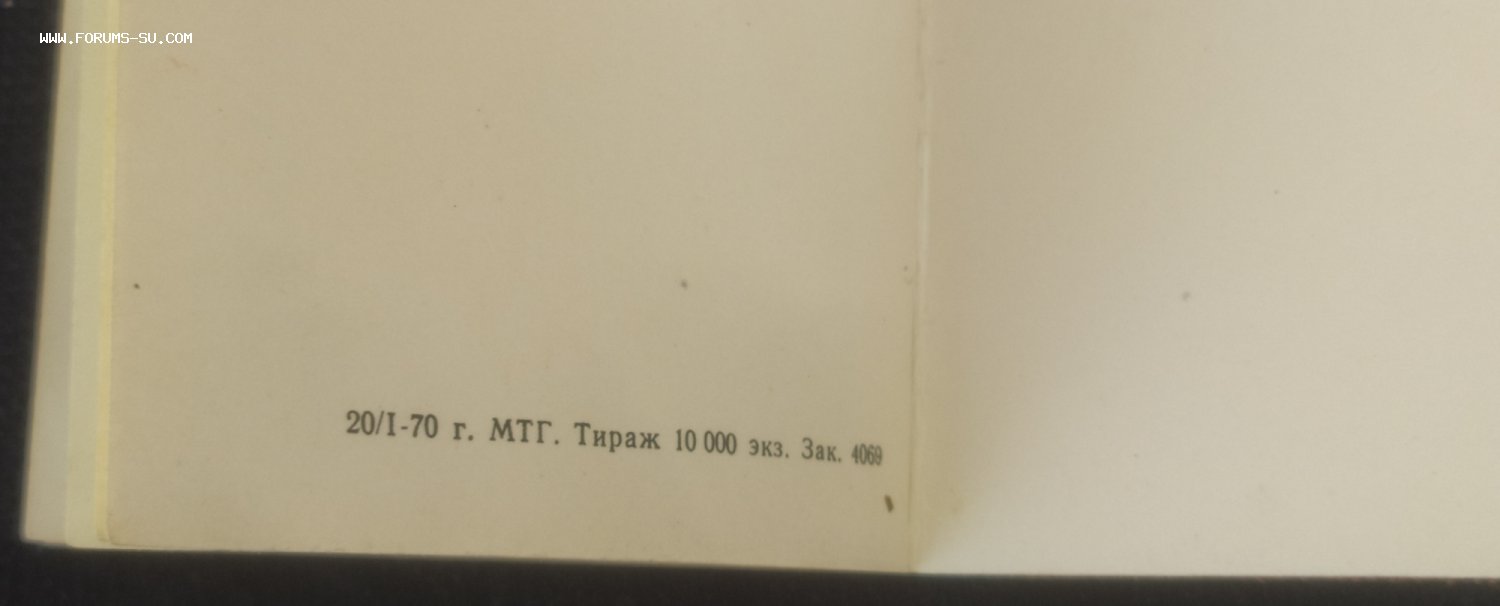 WWW.FORUMS-SU.COM
20/I-70 г. МТГ. Тираж 10 000 экз. Зак. 4069